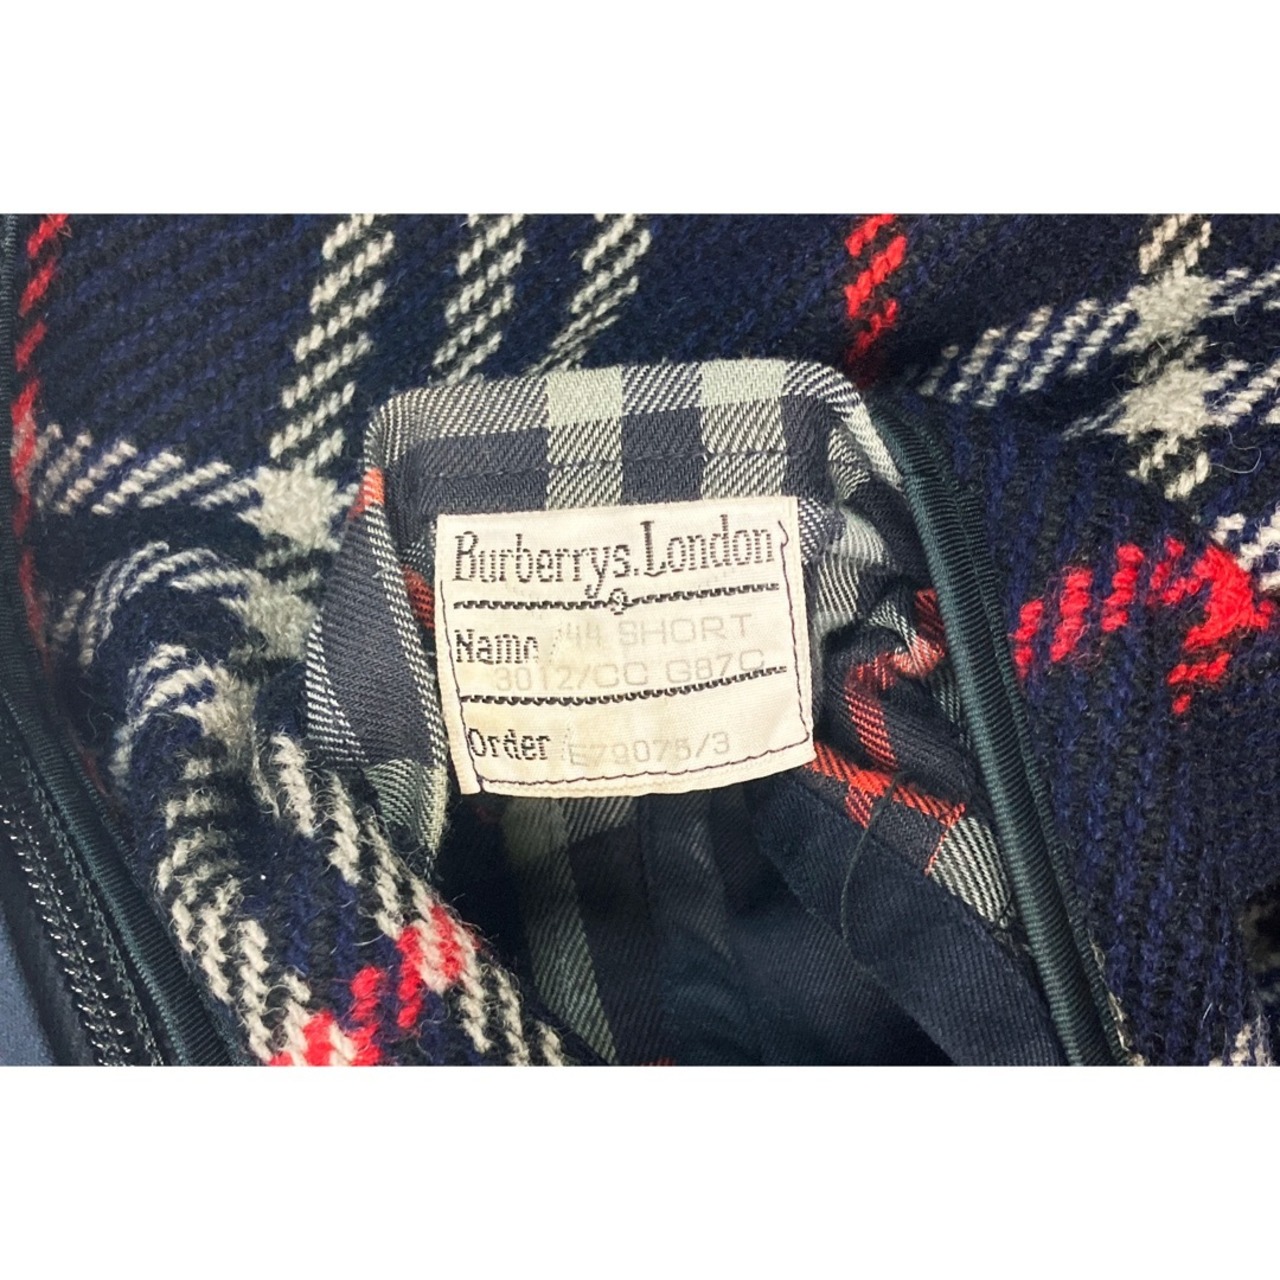 Burberrys. London
Name 44 SHORT
3012/CC G87C
Order E79075/3